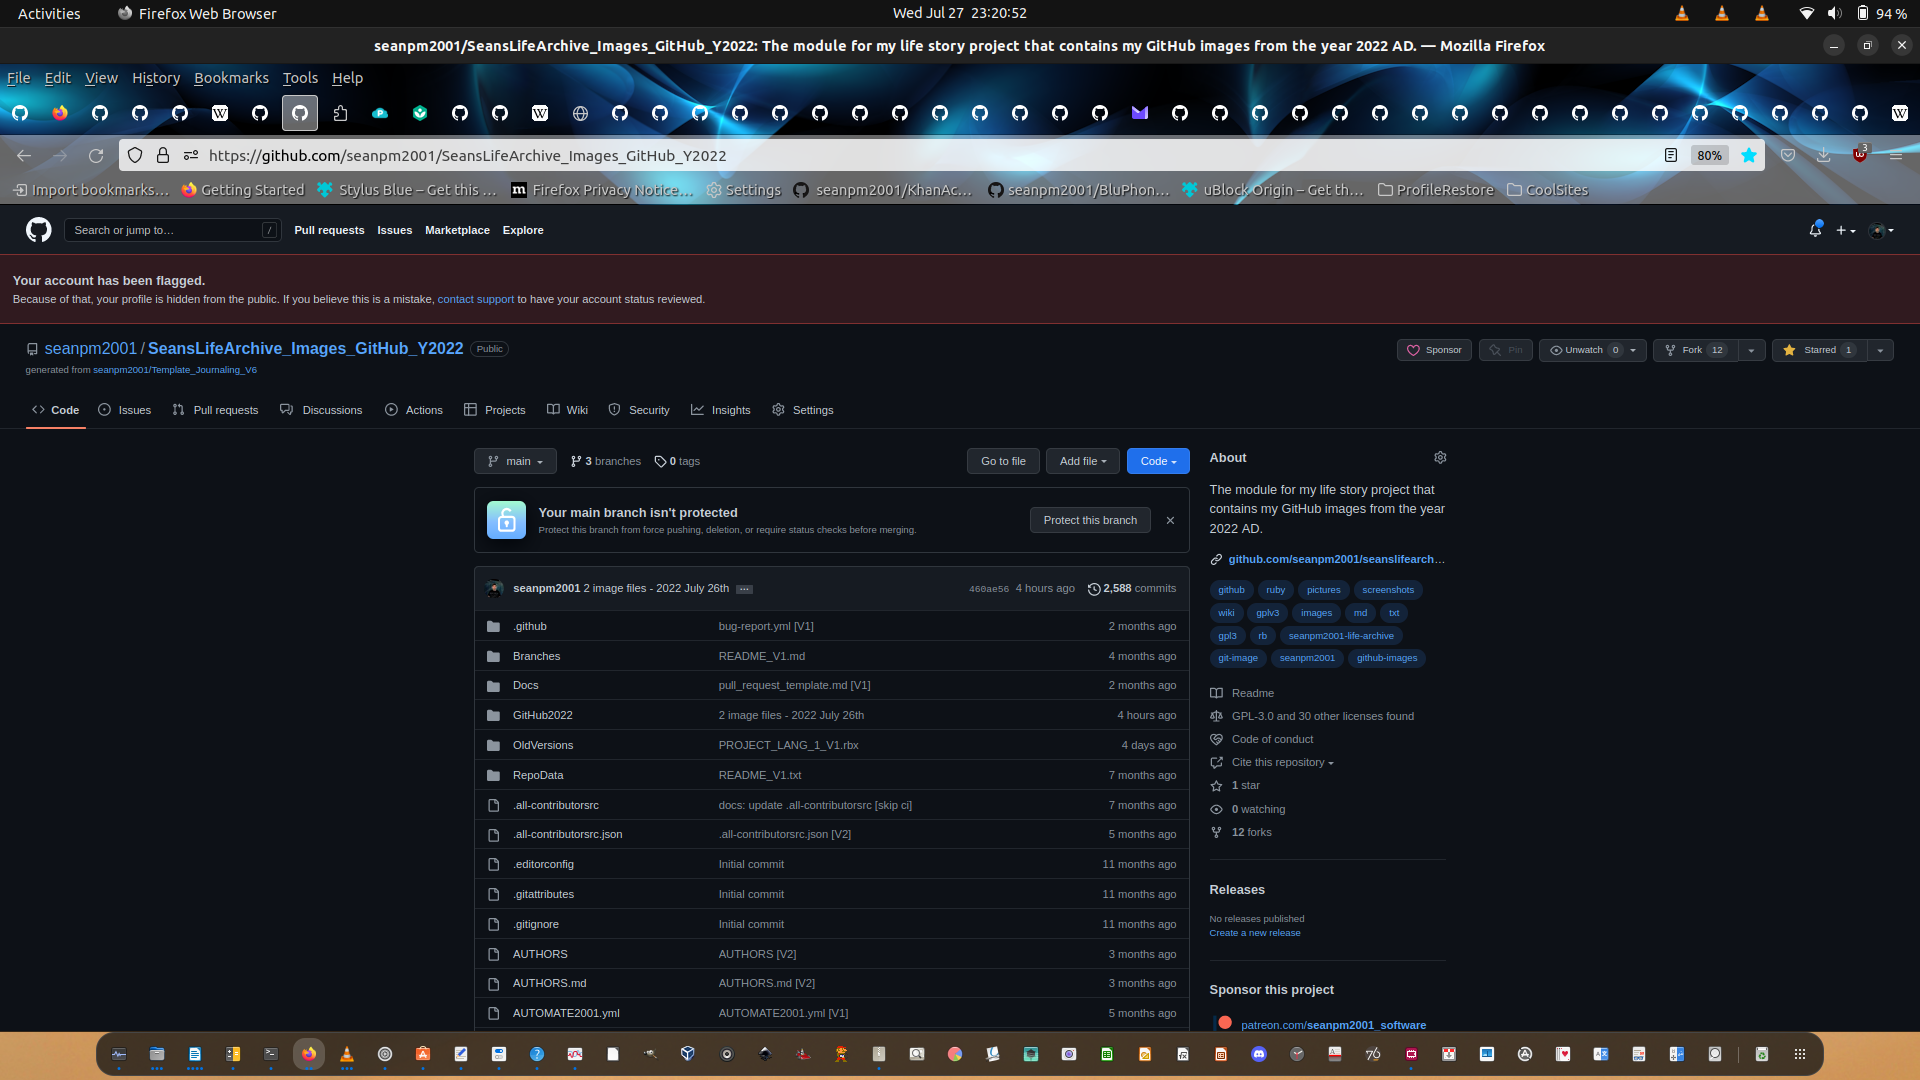 Activities
Firefox Web Browser
Wed Jul 27 23:20:52
94 %
seanpm2001/SeansLifeArchive_Images_GitHub_Y2022: The module for my life story project that contains my GitHub images from the year 2022 AD. — Mozilla Firefox
File Edit View History Bookmarks Tools Help
https://github.com/seanpm2001/SeansLifeArchive_Images_GitHub_Y2022
80%
3
Import bookmarks… Getting Started Stylus Blue – Get this … Firefox Privacy Notice… Settings seanpm2001/KhanAc… seanpm2001/BluPhon… uBlock Origin – Get th… ProfileRestore CoolSites
Search or jump to… /
Pull requests Issues Marketplace Explore
Your account has been flagged.
Because of that, your profile is hidden from the public. If you believe this is a mistake, contact support to have your account status reviewed.
seanpm2001 / SeansLifeArchive_Images_GitHub_Y2022 Public
Sponsor Pin Unwatch 0 Fork 12 Starred 1
generated from seanpm2001/Template_Journaling_V6
Code Issues Pull requests Discussions Actions Projects Wiki Security Insights Settings
main 3 branches 0 tags Go to file Add file Code
Your main branch isn't protected
Protect this branch from force pushing, deletion, or require status checks before merging.
Protect this branch
seanpm2001 2 image files - 2022 July 26th … 460ae56 4 hours ago 2,588 commits
.github bug-report.yml [V1] 2 months ago
Branches README_V1.md 4 months ago
Docs pull_request_template.md [V1] 2 months ago
GitHub2022 2 image files - 2022 July 26th 4 hours ago
OldVersions PROJECT_LANG_1_V1.rbx 4 days ago
RepoData README_V1.txt 7 months ago
.all-contributorsrc docs: update .all-contributorsrc [skip ci] 7 months ago
.all-contributorsrc.json .all-contributorsrc.json [V2] 5 months ago
.editorconfig Initial commit 11 months ago
.gitattributes Initial commit 11 months ago
.gitignore Initial commit 11 months ago
AUTHORS AUTHORS [V2] 3 months ago
AUTHORS.md AUTHORS.md [V2] 3 months ago
AUTOMATE2001.yml AUTOMATE2001.yml [V1] 5 months ago
About
The module for my life story project that
contains my GitHub images from the year
2022 AD.
github.com/seanpm2001/seanslifearch…
github ruby pictures screenshots
wiki gplv3 images md txt
gpl3 rb seanpm2001-life-archive
git-image seanpm2001 github-images
Readme
GPL-3.0 and 30 other licenses found
Code of conduct
Cite this repository
1 star
0 watching
12 forks
Releases
No releases published
Create a new release
Sponsor this project
patreon.com/seanpm2001_software